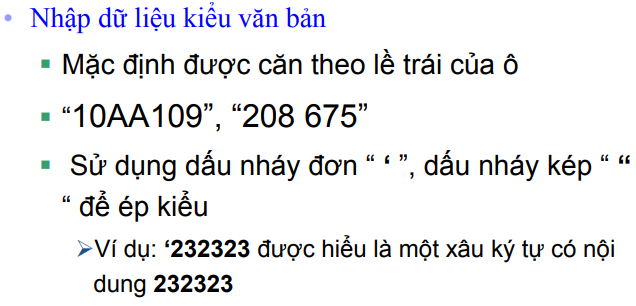 • Nhập dữ liệu kiểu văn bản
▪ Mặc định được căn theo lề trái của ô
▪ “10AA109”, “208 675”
▪ Sử dụng dấu nháy đơn “ ‘ ”, dấu nháy kép “ “
“ để ép kiểu
➢Ví dụ: ‘232323 được hiểu là một xâu ký tự có nội
dung 232323